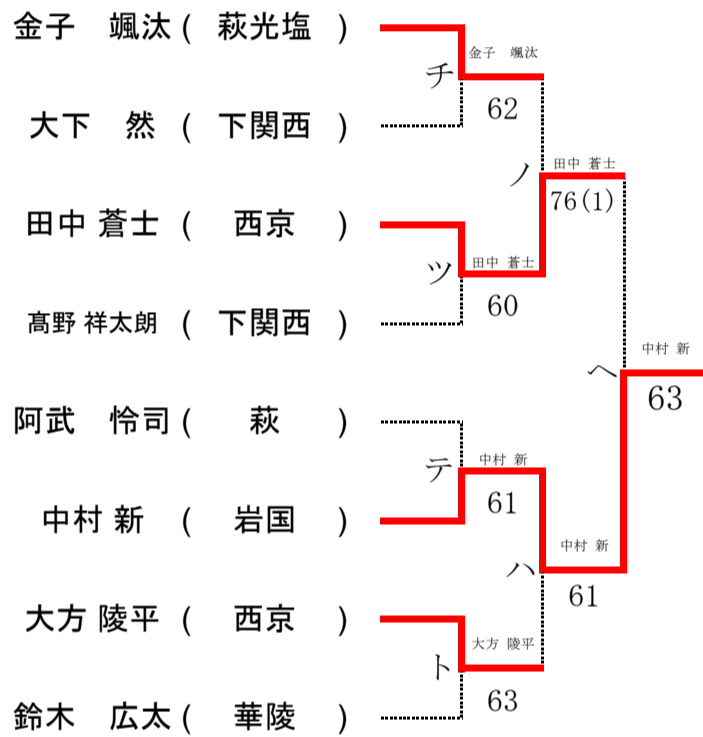 金子　颯汰 ( 萩光塩 )
金子　颯汰
チ
62
大下　然 ( 下関西 )
ノ
田中 蒼士
76(1)
田中 蒼士 ( 西京 )
ツ
田中 蒼士
60
髙野 祥太朗 ( 下関西 )
中村 新
ヘ
63
阿武　怜司 ( 萩 )
テ
中村 新
61
中村 新 ( 岩国 )
中村 新
ハ
61
大方 陵平 ( 西京 )
大方 陵平
ト
63
鈴木　広太 ( 華陵 )